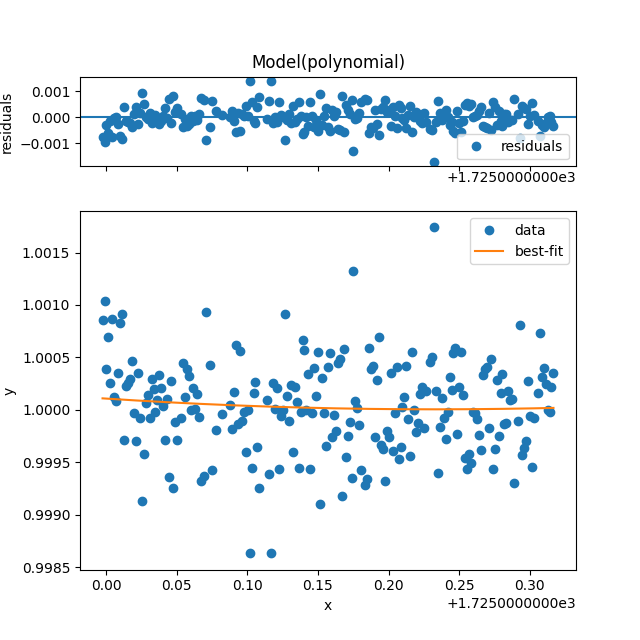 Model(polynomial)
0.001
0.000
−0.001
residuals
residuals
+1.7250000000e3
1.0015
1.0010
1.0005
1.0000
0.9995
0.9990
0.9985
y
data
best-fit
0.00 0.05 0.10 0.15 0.20 0.25 0.30
x
+1.7250000000e3